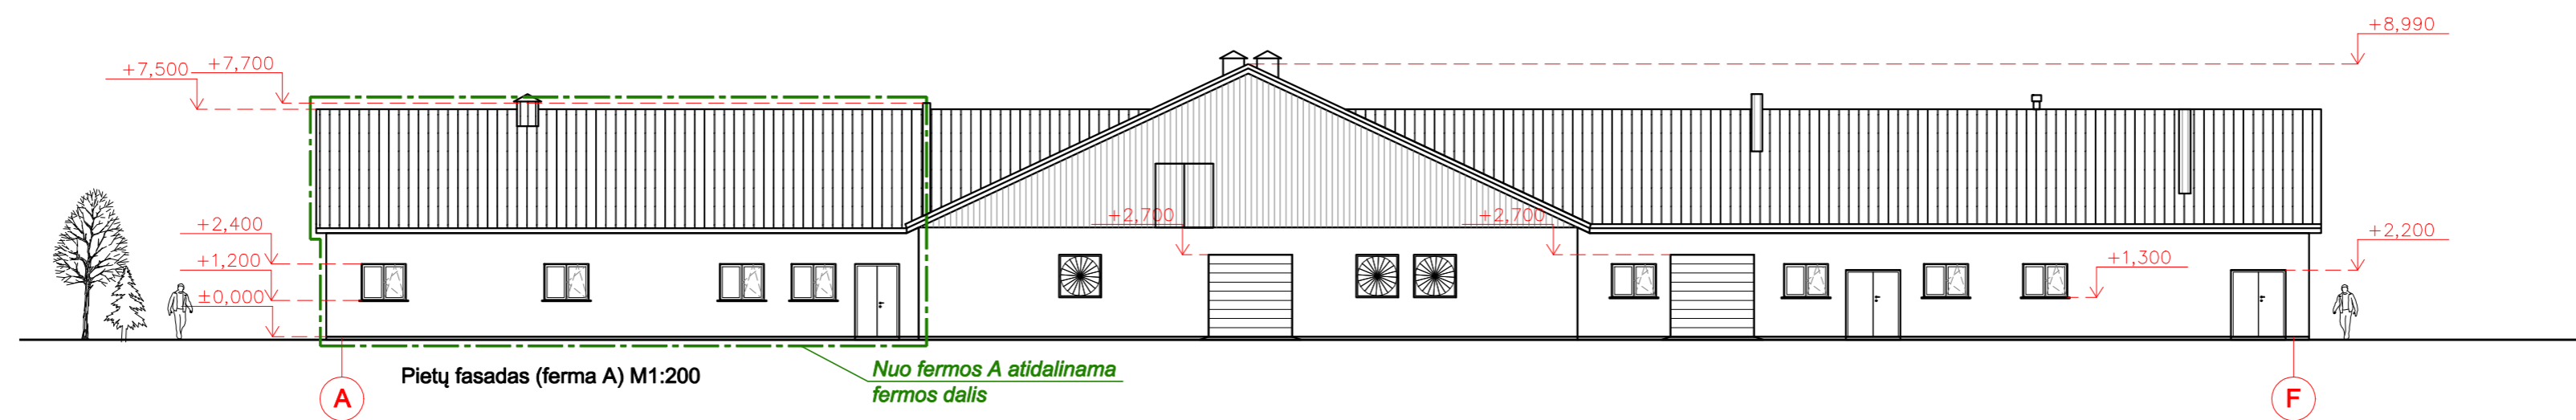 +8,990
+7,500
+7,700
+2,700
+2,700
+2,400
+2,200
+1,200
+1,300
±0,000
Pietų fasadas (ferma A) M1:200
Nuo fermos A atidalinama
fermos dalis
A
F